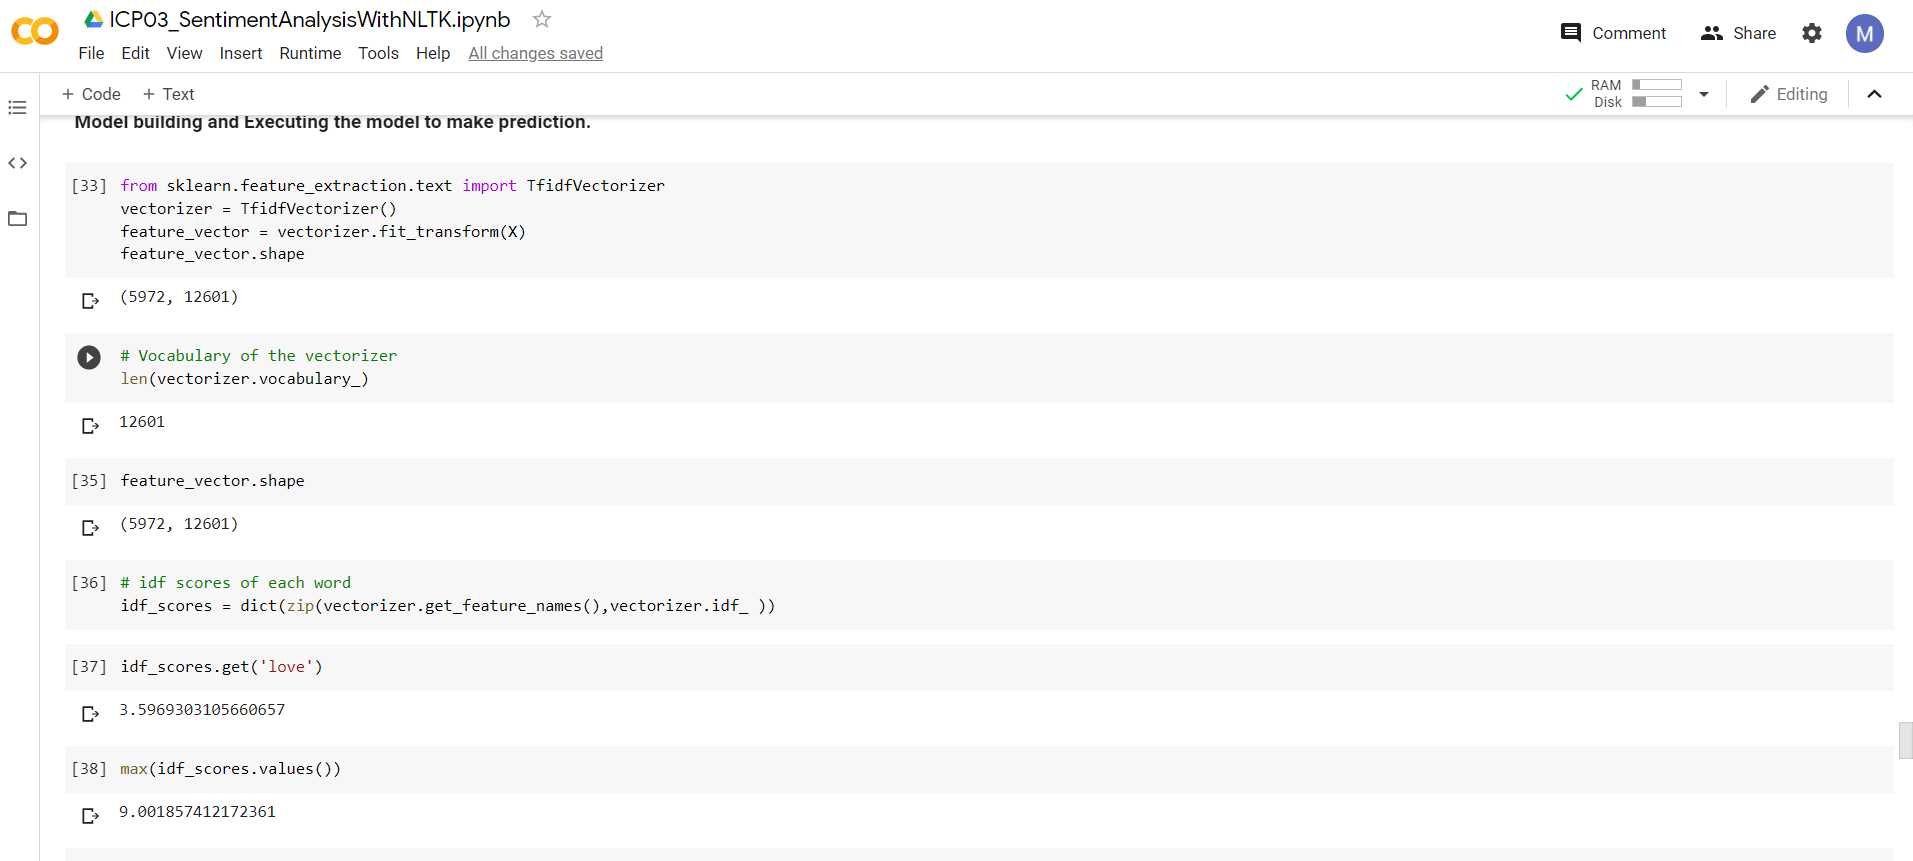 ICP03_SentimentAnalysisWithNLTK.ipynb
File Edit View Insert Runtime Tools Help All changes saved
Comment Share M
+ Code + Text
RAM
Disk
Editing
Model building and Executing the model to make prediction.
[33] from sklearn.feature_extraction.text import TfidfVectorizer
vectorizer = TfidfVectorizer()
feature_vector = vectorizer.fit_transform(X)
feature_vector.shape
(5972, 12601)
# Vocabulary of the vectorizer
len(vectorizer.vocabulary_)
12601
[35] feature_vector.shape
(5972, 12601)
[36] # idf scores of each word
idf_scores = dict(zip(vectorizer.get_feature_names(),vectorizer.idf_ ))
[37] idf_scores.get('love')
3.5969303105660657
[38] max(idf_scores.values())
9.001857412172361